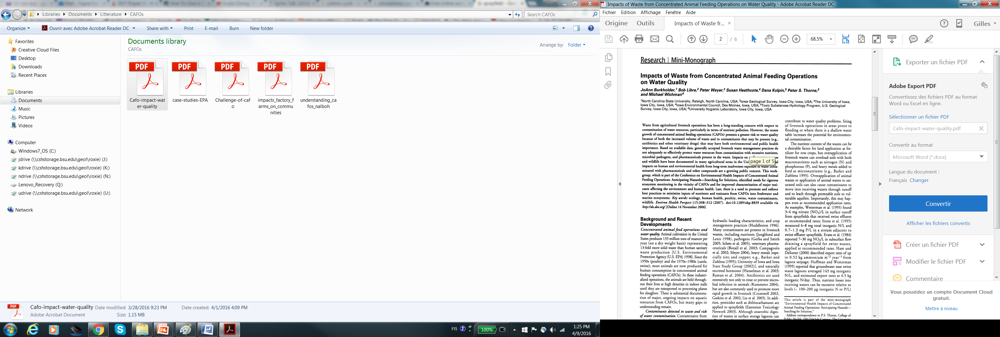 Libraries ▸ Documents ▸ Litterature ▸ CAFOs
Search CAFOs
Organize
Ouvrir avec Adobe Acrobat Reader DC
Share with
Print
E-mail
Burn
New folder
Favorites
Creative Cloud Files
Desktop
Downloads
Recent Places
Libraries
Documents
Music
Pictures
Videos
Computer
Windows7_OS (C:)
jdrive (\\cshstorage.bsu.edu\geol\roxie) (J:)
kdrive (\\cshstorage.bsu.edu\geol\roxie) (K:)
ndrive (\\cshstorage.bsu.edu\geol\roxie) (N:)
Lenovo_Recovery (Q:)
udrive (\\cshstorage.bsu.edu\geol\roxie) (U:)
Network
Documents library
CAFOs
Arrange by: Folder
PDF
PDF
PDF
PDF
PDF
Cafo-impact-wat
er-quality
case-studies-EPA
Challenge-of-caf
o
impacts_factory_f
arms_on_commu
nities
understanding_ca
fos_nalboh
PDF
Cafo-impact-water-quality
Date modified: 3/28/2016 9:23 PM
Date created: 4/1/2016 4:09 PM
Adobe Acrobat Document
Size: 1.15 MB
FR
100%
1:25 PM
4/9/2016
Impacts of Waste from Concentrated Animal Feeding Operations on Water Quality - Adobe Acrobat Reader DC
Fichier Edition Affichage Fenêtre Aide
Origine
Outils
Impacts of Waste fr...
Gilles
2 / 6
68.5%
Research | Mini-Monograph
Impacts of Waste from Concentrated Animal Feeding Operations
on Water Quality
JoAnn Burkholder,1 Bob Libra,2 Peter Weyer,3 Susan Heathcote,4 Dana Kolpin,5 Peter S. Thorne,3
and Michael Wichman6
1North Carolina State University, Raleigh, North Carolina, USA; 2Iowa Geological Survey, Iowa City, Iowa, USA; 3The University of Iowa,
Iowa City, Iowa, USA; 4Iowa Environmental Council, Des Moines, Iowa, USA; 5Toxic Substances Hydrology Program, U.S. Geological
Survey, Iowa City, Iowa, USA; 6University Hygienic Laboratory, Iowa City, Iowa, USA
Waste from agricultural livestock operations has been a long-standing concern with respect to
contamination of water resources, particularly in terms of nutrient pollution. However, the recent
growth of concentrated animal feeding operations (CAFOs) presents a greater risk to water quality
because of both the increased volume of waste and to contaminants that may be present (e.g.,
antibiotics and other veterinary drugs) that may have both environmental and public health
importance. Based on available data, generally accepted livestock waste management practices do
not adequately or effectively protect water resources from contamination with excessive nutrients,
microbial pathogens, and pharmaceuticals present in the waste. Impacts on
and wildlife have been documented in many agricultural areas in the
page 1 of 5
impacts on human and environmental health from long-term inadvertent exposure to water conta-
minated with pharmaceuticals and other compounds are a growing public concern. This work-
group, which is part of the Conference on Environmental Health Impacts of Concentrated Animal
Feeding Operations: Anticipating Hazards—Searching for Solutions, identified needs for rigorous
ecosystem monitoring in the vicinity of CAFOs and for improved characterization of major toxi-
cants affecting the environment and human health. Last, there is a need to promote and enforce
best practices to minimize inputs of nutrients and toxicants from CAFOs into freshwater and
marine ecosystems. Key words: ecology, human health, poultry, swine, water contaminants,
wildlife. Environ Health Perspect 115:308–312 (2007). doi:10.1289/ehp.8839 available via
http://dx.doi.org/ [Online 14 November 2006]
Background and Recent
Developments
Concentrated animal feed operations and
water quality. Animal cultivation in the United
States produces 133 million tons of manure per
year (on a dry weight basis) representing
13-fold more solid waste than human sanitary
waste production [U.S. Environmental
Protection Agency (U.S. EPA) 1998]. Since the
1950s (poultry) and the 1970s–1980s (cattle,
swine), most animals are now produced for
human consumption in concentrated animal
feeding operations (CAFOs). In these industri-
alized operations, the animals are held through-
out their lives at high densities in indoor stalls
until they are transported to processing plants
for slaughter. There is substantial documenta-
tion of major, ongoing impacts on aquatic
resources from CAFOs, but many gaps in
understanding remain.
Contaminants detected in waste and risk
of water contamination. Contaminants from
hydraulic loading characteristics, and crop
management practices (Huddleston 1996).
Many contaminants are present in livestock
wastes, including nutrients (Jongbloed and
Lenis 1998), pathogens (Gerba and Smith
2005; Schets et al. 2005), veterinary pharma-
ceuticals (Boxall et al. 2003; Campagnolo
et al. 2002; Meyer 2004), heavy metals [espe-
cially zinc and copper; e.g., Barker and
Zublena (1995); University of Iowa and Iowa
State Study Group (2002)], and naturally
excreted hormones (Hanselman et al. 2003;
Raman et al. 2004). Antibiotics are used
extensively not only to treat or prevent micro-
bial infection in animals (Kummerer 2004),
but are also commonly used to promote more
rapid growth in livestock (Cromwell 2002;
Gaskins et al. 2002; Liu et al. 2005). In addi-
tion, pesticides such as dithiocarbamates are
applied to sprayfields (Extension Toxicology
Network 2003). Although anaerobic diges-
tion of wastes in surface storage lagoons can
contribute to water quality problems. Siting
of livestock operations in areas prone to
flooding or where there is a shallow water
table increases the potential for environmen-
tal contamination.
The nutrient content of the wastes can be
a desirable factor for land application as fer-
tilizer for row crops, but overapplication of
livestock wastes can overload soils with both
macronutrients such as nitrogen (N) and
phosphorous (P), and heavy metals added to
feed as micronutrients (e.g., Barker and
Zublena 1995). Overapplication of animal
wastes or application of animal wastes to sat-
urated soils can also cause contaminants to
move into receiving waters through runoff
and to leach through permeable soils to vul-
nerable aquifers. Importantly, this may hap-
pen even at recommended application rates.
As examples, Westerman et al. (1995) found
3–6 mg nitrate (NO3)/L in surface runoff
from sprayfields that received swine effluent
at recommended rates; Stone et al. (1995)
measured 6–8 mg total inorganic N/L and
0.7–1.3 mg P/L in a stream adjacent to
swine effluent sprayfields. Evans et al. (1984)
reported 7–30 mg NO3/L in subsurface flow
draining a sprayfield for swine wastes,
applied at recommended rates. Ham and
DeSutter (2000) described export rates of up
to 0.52 kg ammonium m−2 year−1 from
lagoon seepage; Huffman and Westerman
(1995) reported that groundwater near swine
waste lagoons averaged 143 mg inorganic
N/L, and estimated export rates at 4.5 kg
inorganic N/day. Thus, nutrient losses into
receiving waters can be excessive relative to
levels (~ 100–200 µg inorganic N or P/L)
This article is part of the mini-monograph
"Environmental Health Impacts of Concentrated
Animal Feeding Operations: Anticipating Hazards—
Searching for Solutions."
Address correspondence to P.S. Thorne, College of
Public Health, 100 Oakdale Campus, The University
Exporter un fichier PDF
Adobe Export PDF
Convertissez des fichiers PDF au format
Word ou Excel en ligne.
Sélectionner un fichier PDF
Cafo-impact-water-quality.pdf
Convertir au format
Microsoft Word (*.docx)
Langue du document :
Français Changer
Convertir
Afficher les fichiers convertis
Créer un fichier PDF
Modifier le fichier PDF
Commentaire
Vous possédez un compte Document Cloud
gratuit.
Mettre à niveau